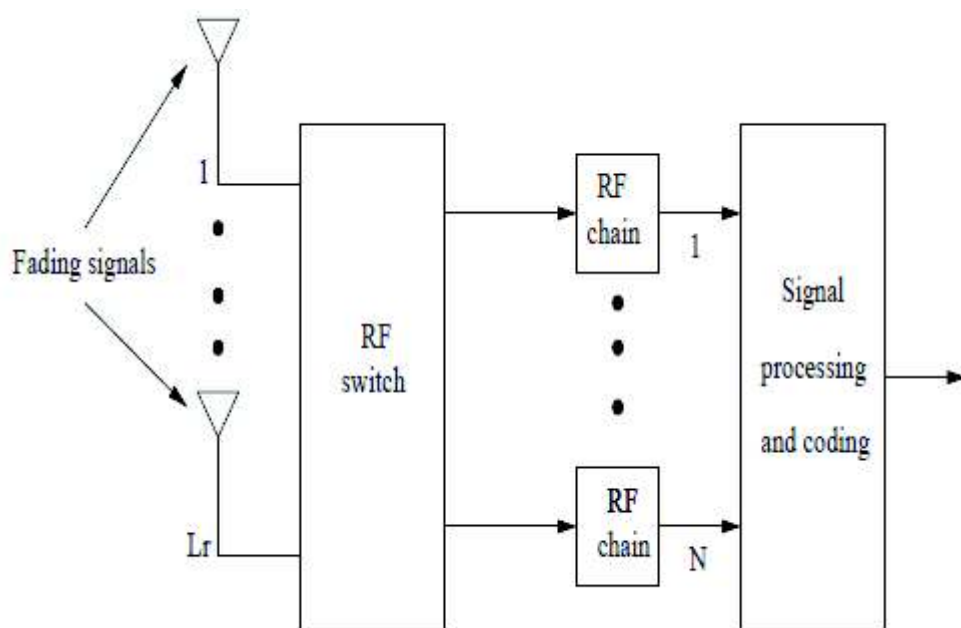 1
Fading signals
Lr
RF
switch
RF
chain
1
RF
chain
N
Signal
processing
and coding